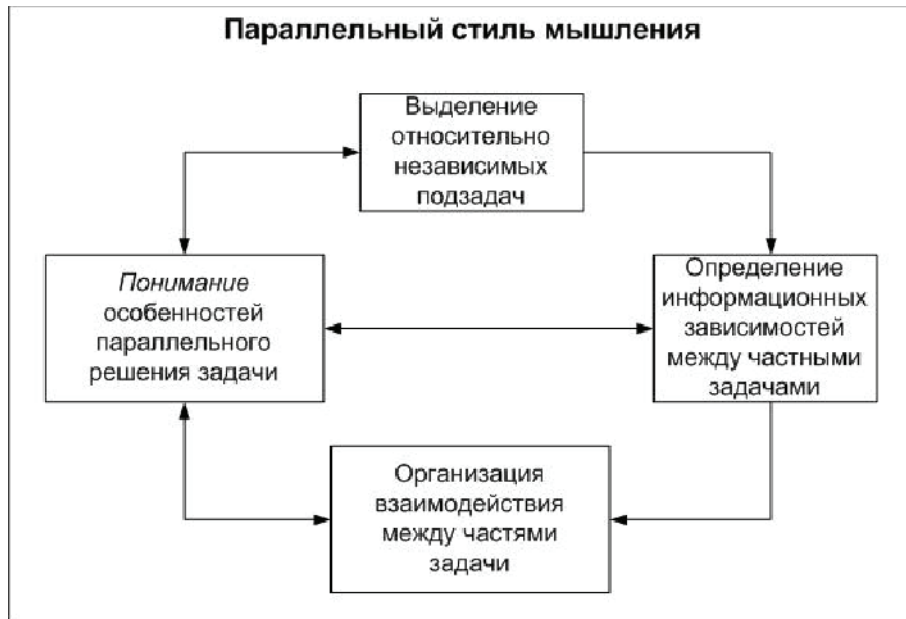 Параллельный стиль мышления
Выделение
относительно
независимых
подзадач
Понимание
особенностей
параллельного
решения задачи
Определение
информационных
зависимостей
между частными
задачами
Организация
взаимодействия
между частями
задачи